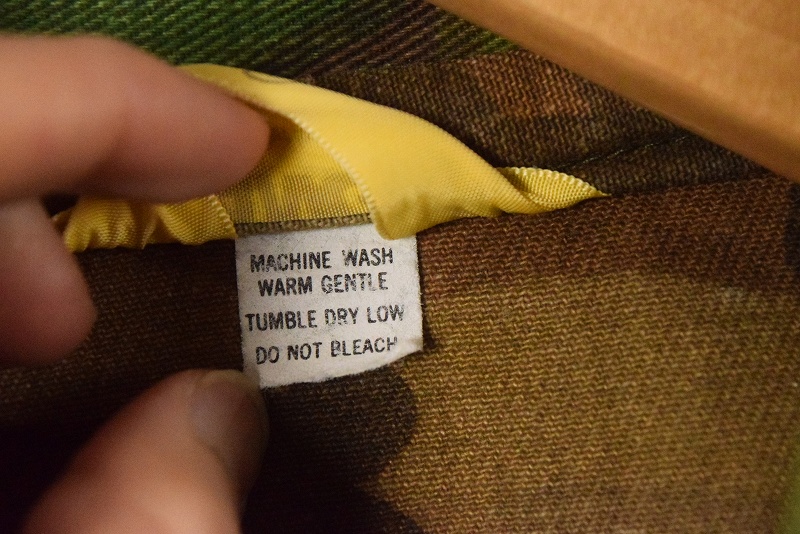 MACHINE WASH
WARM GENTLE
TUMBLE DRY LOW
DO NOT BLEACH